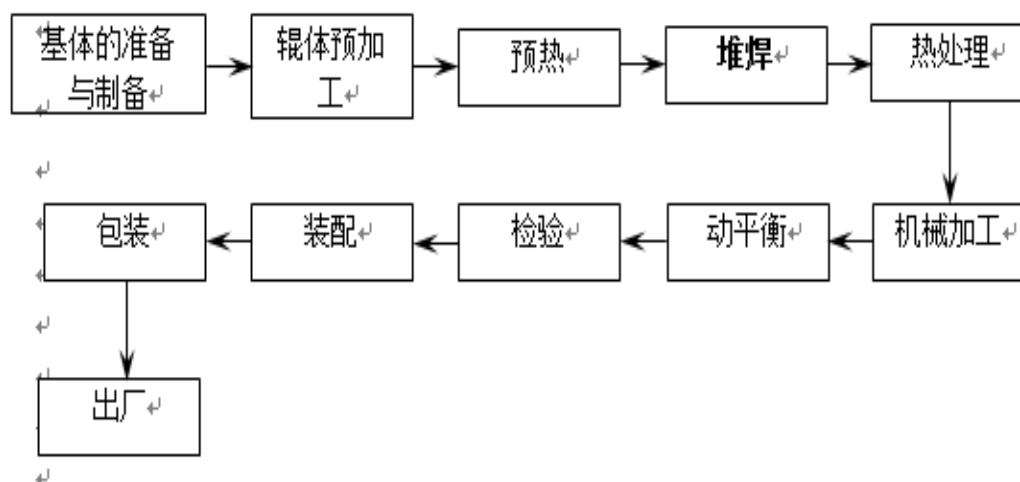 基体的准备
与制备
辊体预加
工
预热
堆焊
热处理
机械加工
动平衡
检验
装配
包装
出厂